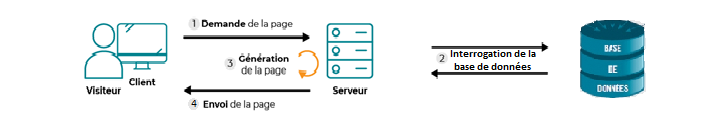 1 Demande de la page
3 Génération
de la page
4 Envoi de la page
Visiteur
Client
Serveur
2 Interrogation de la
base de données
BASE
DE
DONNÉES